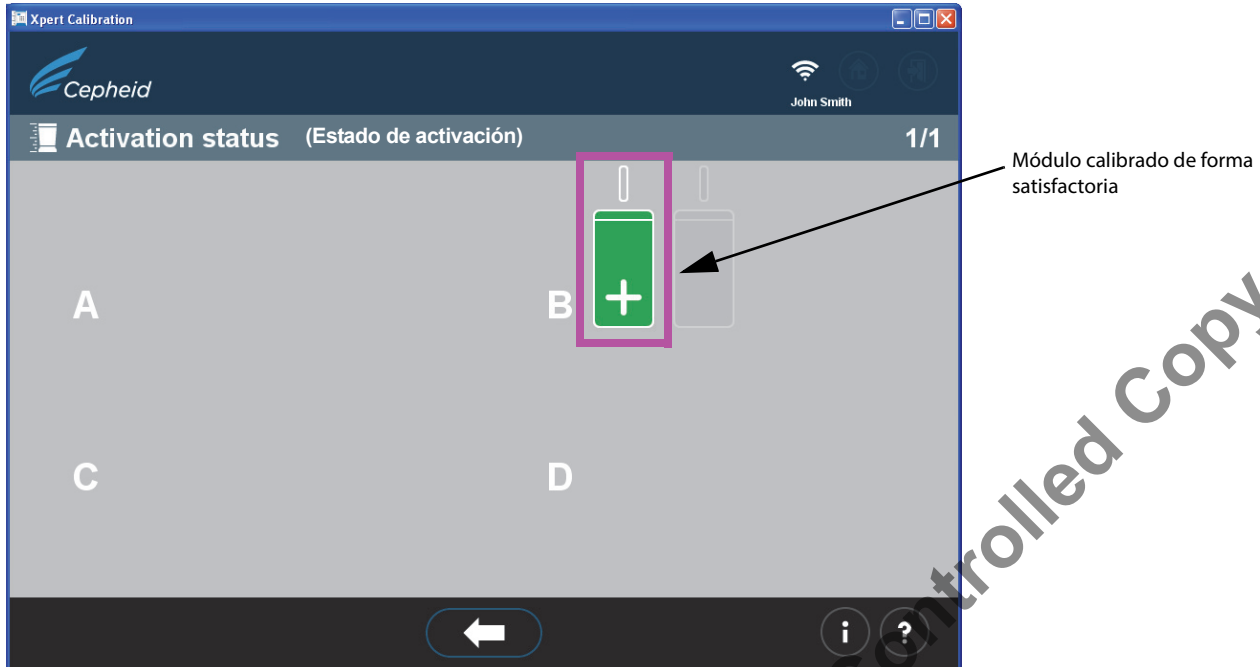 Xpert Calibration
Cepheid
John Smith
Activation status (Estado de activación) 1/1
Módulo calibrado de forma
satisfactoria
A
B
C
D
i ?
Controlled Copy